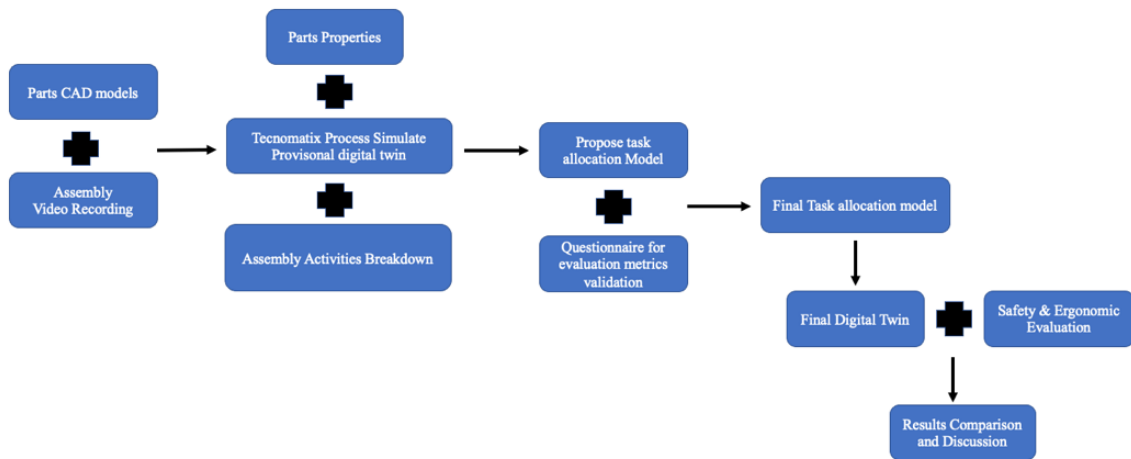 Parts Properties
Parts CAD models
Tecnomatix Process Simulate
Provisonal digital twin
Assembly
Video Recording
Assembly Activities Breakdown
Propose task
allocation Model
Questionnaire for
evaluation metrics
validation
Final Task allocation model
Final Digital Twin
Safety & Ergonomic
Evaluation
Results Comparison
and Discussion